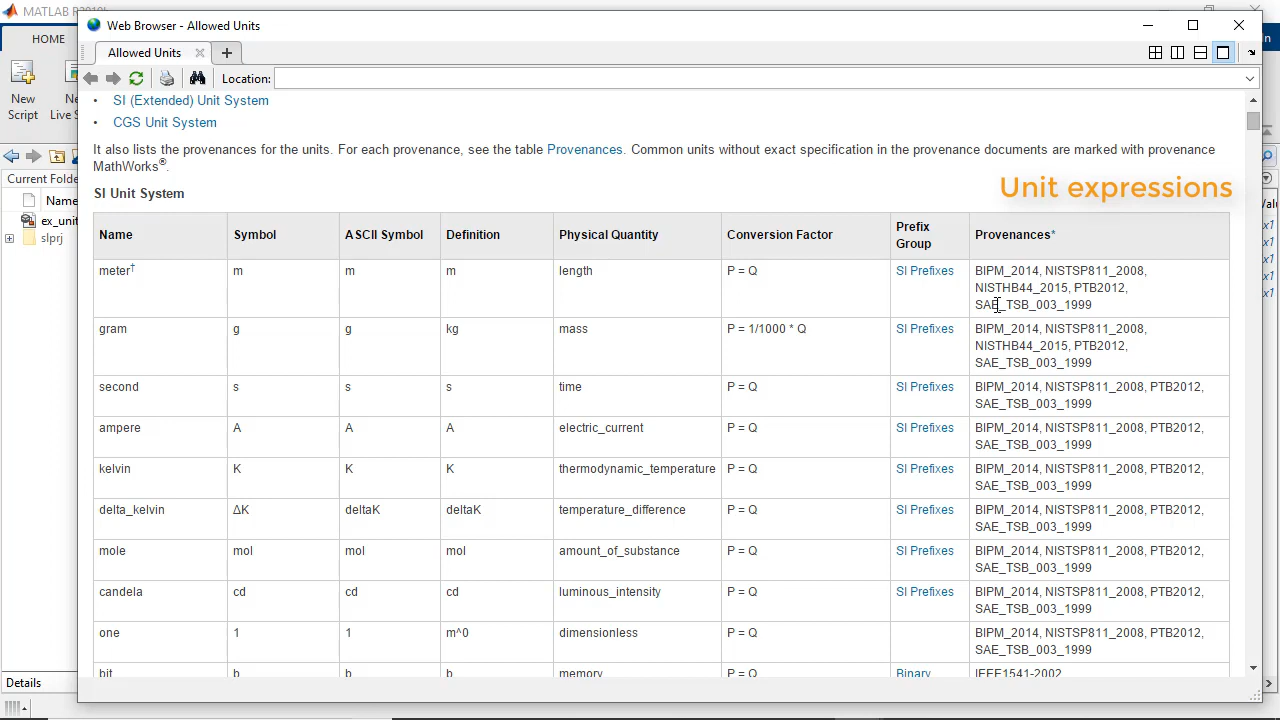 MATLAB R2019b
Web Browser - Allowed Units
HOME
Allowed Units
Location:
New
Script
Ne
Live S
Current Folde
Name
ex_unit
slprj
Details
SI (Extended) Unit System
CGS Unit System
It also lists the provenances for the units. For each provenance, see the table Provenances. Common units without exact specification in the provenance documents are marked with provenance
MathWorks®.
SI Unit System
Unit expressions
Name Symbol ASCII Symbol Definition Physical Quantity Conversion Factor Prefix Group Provenances*
meter† m m m length P = Q SI Prefixes BIPM_2014, NISTSP811_2008,
NISTHB44_2015, PTB2012,
SAE_TSB_003_1999
gram g g kg mass P = 1/1000 * Q SI Prefixes BIPM_2014, NISTSP811_2008,
NISTHB44_2015, PTB2012,
SAE_TSB_003_1999
second s s s time P = Q SI Prefixes BIPM_2014, NISTSP811_2008, PTB2012,
SAE_TSB_003_1999
ampere A A A electric_current P = Q SI Prefixes BIPM_2014, NISTSP811_2008, PTB2012,
SAE_TSB_003_1999
kelvin K K K thermodynamic_temperature P = Q SI Prefixes BIPM_2014, NISTSP811_2008, PTB2012,
SAE_TSB_003_1999
delta_kelvin ΔK deltaK deltaK temperature_difference P = Q SI Prefixes BIPM_2014, NISTSP811_2008, PTB2012,
SAE_TSB_003_1999
mole mol mol mol amount_of_substance P = Q SI Prefixes BIPM_2014, NISTSP811_2008, PTB2012,
SAE_TSB_003_1999
candela cd cd cd luminous_intensity P = Q SI Prefixes BIPM_2014, NISTSP811_2008, PTB2012,
SAE_TSB_003_1999
one 1 1 m^0 dimensionless P = Q BIPM_2014, NISTSP811_2008, PTB2012,
SAE_TSB_003_1999
bit b b b memory P = Q Binary IEEE1541-2002